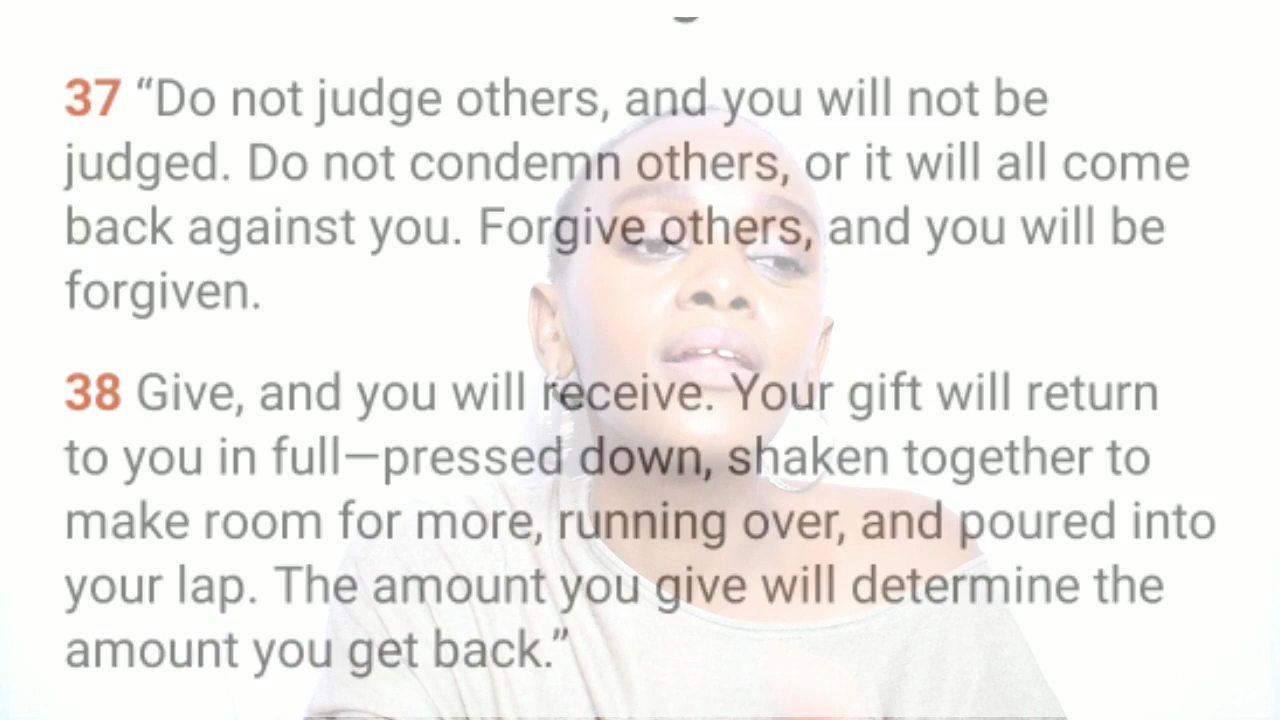 37 “Do not judge others, and you will not be
judged. Do not condemn others, or it will all come
back against you. Forgive others, and you will be
forgiven.
38 Give, and you will receive. Your gift will return
to you in full—pressed down, shaken together to
make room for more, running over, and poured into
your lap. The amount you give will determine the
amount you get back.”